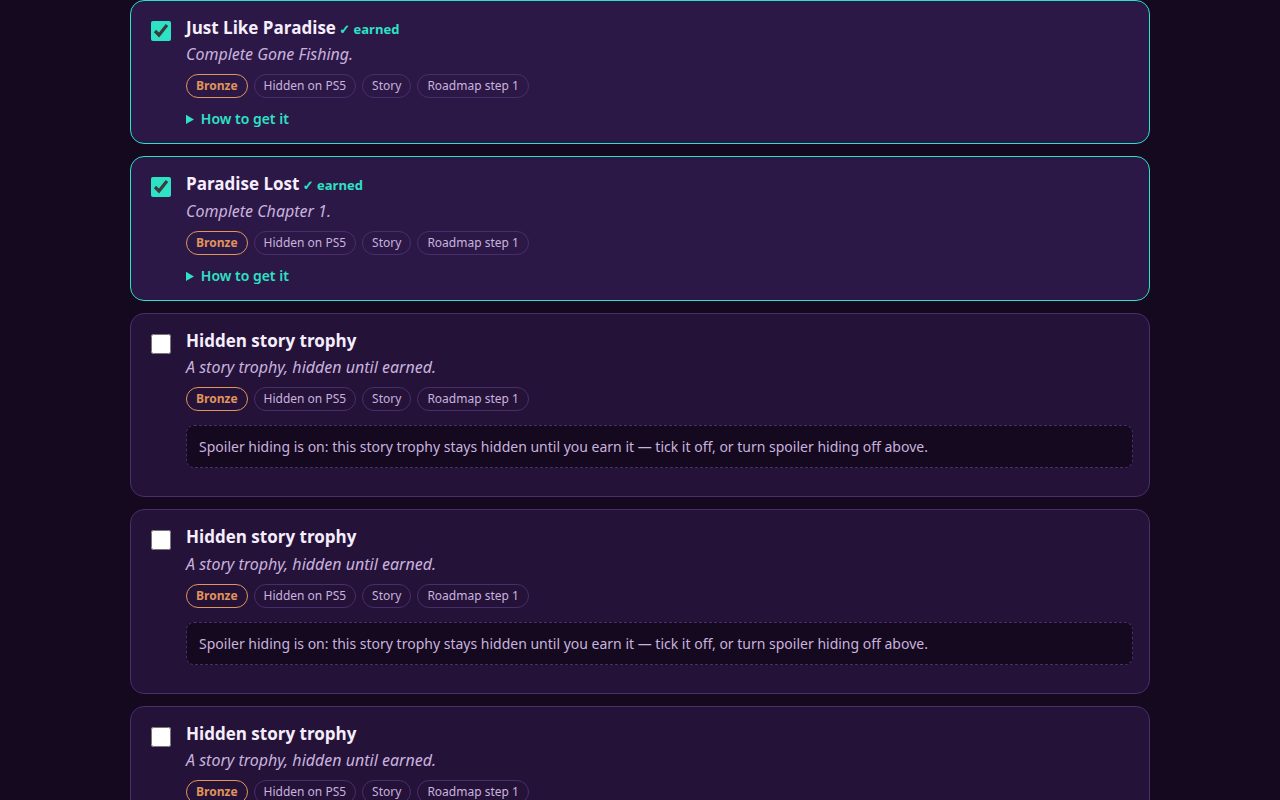 Just Like Paradise ✓ earned
Complete Gone Fishing.
Bronze Hidden on PS5 Story Roadmap step 1
▶ How to get it
Paradise Lost ✓ earned
Complete Chapter 1.
Bronze Hidden on PS5 Story Roadmap step 1
▶ How to get it
Hidden story trophy
A story trophy, hidden until earned.
Bronze Hidden on PS5 Story Roadmap step 1
Spoiler hiding is on: this story trophy stays hidden until you earn it — tick it off, or turn spoiler hiding off above.
Hidden story trophy
A story trophy, hidden until earned.
Bronze Hidden on PS5 Story Roadmap step 1
Spoiler hiding is on: this story trophy stays hidden until you earn it — tick it off, or turn spoiler hiding off above.
Hidden story trophy
A story trophy, hidden until earned.
Bronze Hidden on PS5 Story Roadmap step 1